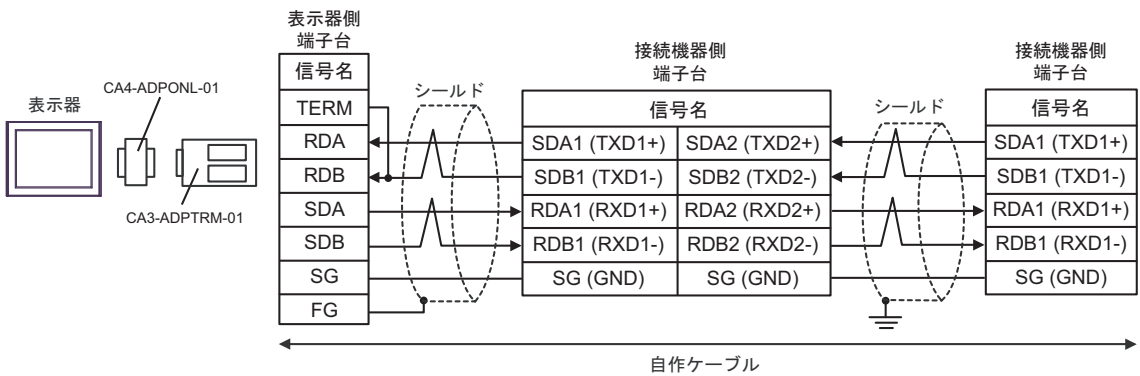 表示器
CA4-ADPONL-01
CA3-ADPTRM-01
表示器側
端子台
信号名
TERM
RDA
RDB
SDA
SDB
SG
FG
シールド
接続機器側
端子台
信号名
SDA1 (TXD1+) SDA2 (TXD2+)
SDB1 (TXD1-) SDB2 (TXD2-)
RDA1 (RXD1+) RDA2 (RXD2+)
RDB1 (RXD1-) RDB2 (RXD2-)
SG (GND) SG (GND)
シールド
接続機器側
端子台
信号名
SDA1 (TXD1+)
SDB1 (TXD1-)
RDA1 (RXD1+)
RDB1 (RXD1-)
SG (GND)
自作ケーブル